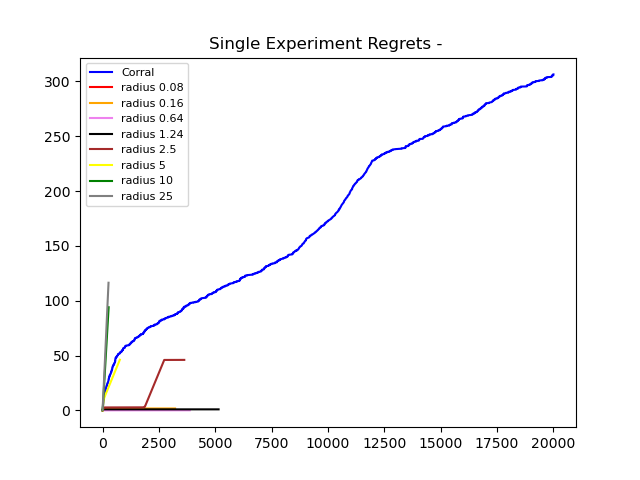 Single Experiment Regrets -
Corral
radius 0.08
radius 0.16
radius 0.64
radius 1.24
radius 2.5
radius 5
radius 10
radius 25
300
250
200
150
100
50
0
0 2500 5000 7500 10000 12500 15000 17500 20000